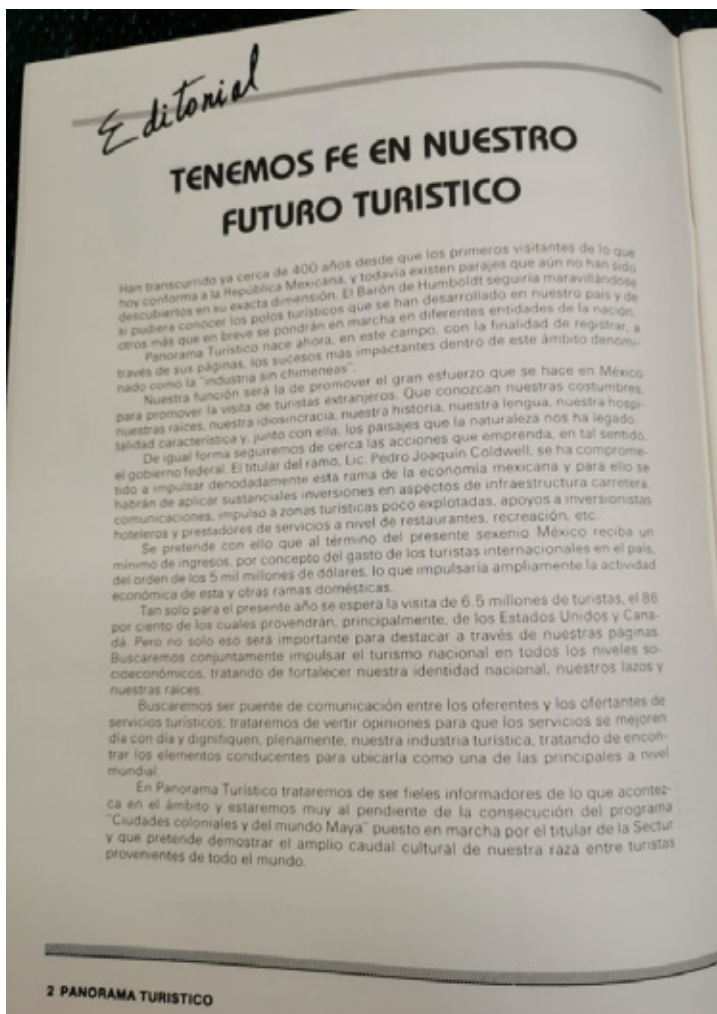 Editorial
TENEMOS FE EN NUESTRO
FUTURO TURISTICO
Han transcurrido ya cerca de 400 años desde que los primeros visitantes de lo que
hoy conforma a la República Mexicana, y todavía existen parajes que aún no han sido
descubiertos en su exacta dimensión. El Barón de Humboldt seguiría maravillándose
si pudiera conocer los polos turísticos que se han desarrollado en nuestro país y de
otros más que en breve se pondrán en marcha en diferentes entidades de la nación.
Panorama Turístico nace ahora, en este campo, con la finalidad de registrar, a
través de sus páginas, los sucesos más impactantes dentro de este ámbito denomi-
nado como la "industria sin chimeneas".
Nuestra función será la de promover el gran esfuerzo que se hace en México
para promover la visita de turistas extranjeros. Que conozcan nuestras costumbres,
nuestras raíces, nuestra idiosincracia, nuestra historia, nuestra lengua, nuestra hospi-
talidad característica y, junto con ella, los paisajes que la naturaleza nos ha legado.
De igual forma seguiremos de cerca las acciones que emprenda, en tal sentido,
el gobierno federal. El titular del ramo, Lic. Pedro Joaquín Coldwell, se ha comprome-
tido a impulsar denodadamente esta rama de la economía mexicana y para ello se
habrán de aplicar sustanciales inversiones en aspectos de infraestructura carretera,
comunicaciones, impulso a zonas turísticas poco explotadas, apoyos a inversionistas
hoteleros y prestadores de servicios a nivel de restaurantes, recreación, etc.
Se pretende con ello que al término del presente sexenio México reciba un
mínimo de ingresos, por concepto del gasto de los turistas internacionales en el país,
del orden de los 5 mil millones de dólares, lo que impulsaría ampliamente la actividad
económica de esta y otras ramas domésticas.
Tan solo para el presente año se espera la visita de 6.5 millones de turistas, el 86
por ciento de los cuales provendrán, principalmente, de los Estados Unidos y Cana-
dá. Pero no solo eso será importante para destacar a través de nuestras páginas.
Buscaremos conjuntamente impulsar el turismo nacional en todos los niveles so-
cioeconómicos, tratando de fortalecer nuestra identidad nacional, nuestros lazos y
nuestras raíces.
Buscaremos ser puente de comunicación entre los oferentes y los ofertantes de
servicios turísticos; trataremos de vertir opiniones para que los servicios se mejoren
día con día y dignifiquen, plenamente, nuestra industria turística, tratando de encon-
trar los elementos conducentes para ubicarla como una de las principales a nivel
mundial.
En Panorama Turístico trataremos de ser fieles informadores de lo que acontez-
ca en el ámbito y estaremos muy al pendiente de la consecución del programa
"Ciudades coloniales y del mundo Maya" puesto en marcha por el titular de la Sectur
y que pretende demostrar el amplio caudal cultural de nuestra raza entre turistas
provenientes de todo el mundo.
2 PANORAMA TURISTICO